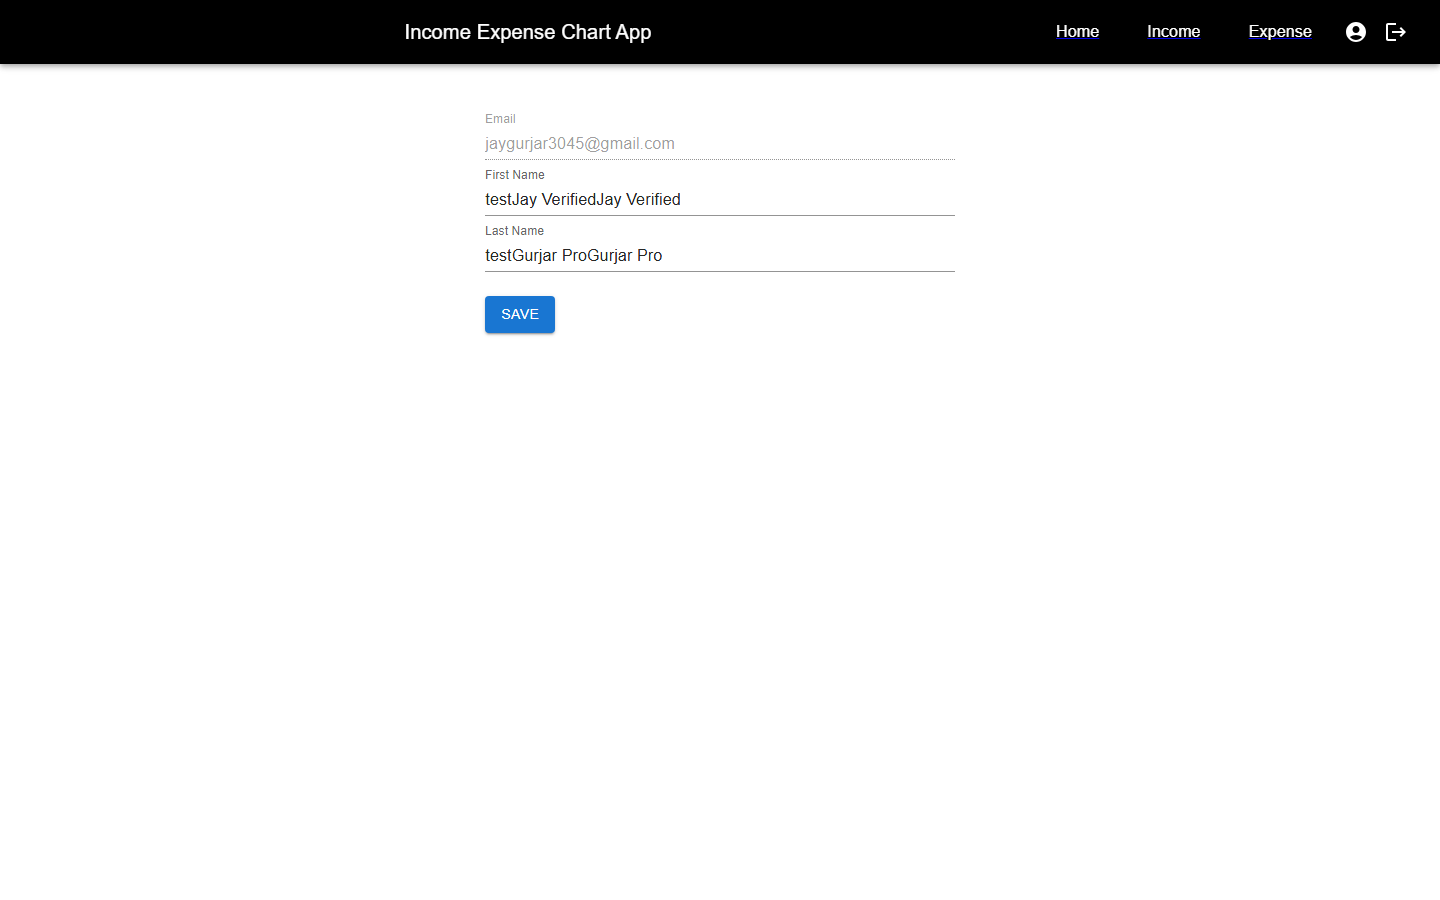 Income Expense Chart App
Home Income Expense
Email
jaygurjar3045@gmail.com
First Name
testJay VerifiedJay Verified
Last Name
testGurjar ProGurjar Pro
SAVE